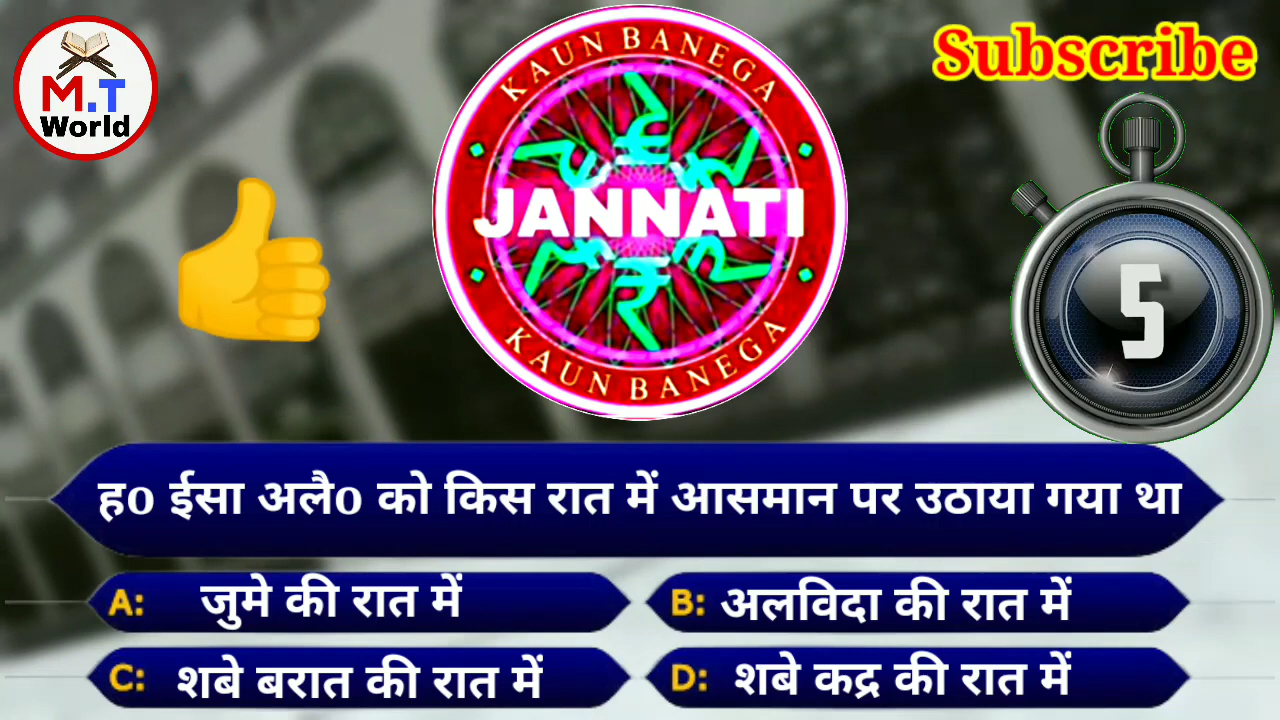 M.T
World
KAUN BANEGA
JANNATI
KAUN BANEGA
Subscribe
5
ह0 ईसा अलै0 को किस रात में आसमान पर उठाया गया था
A: जुमे की रात में
B: अलविदा की रात में
C: शबे बरात की रात में
D: शबे कद्र की रात में